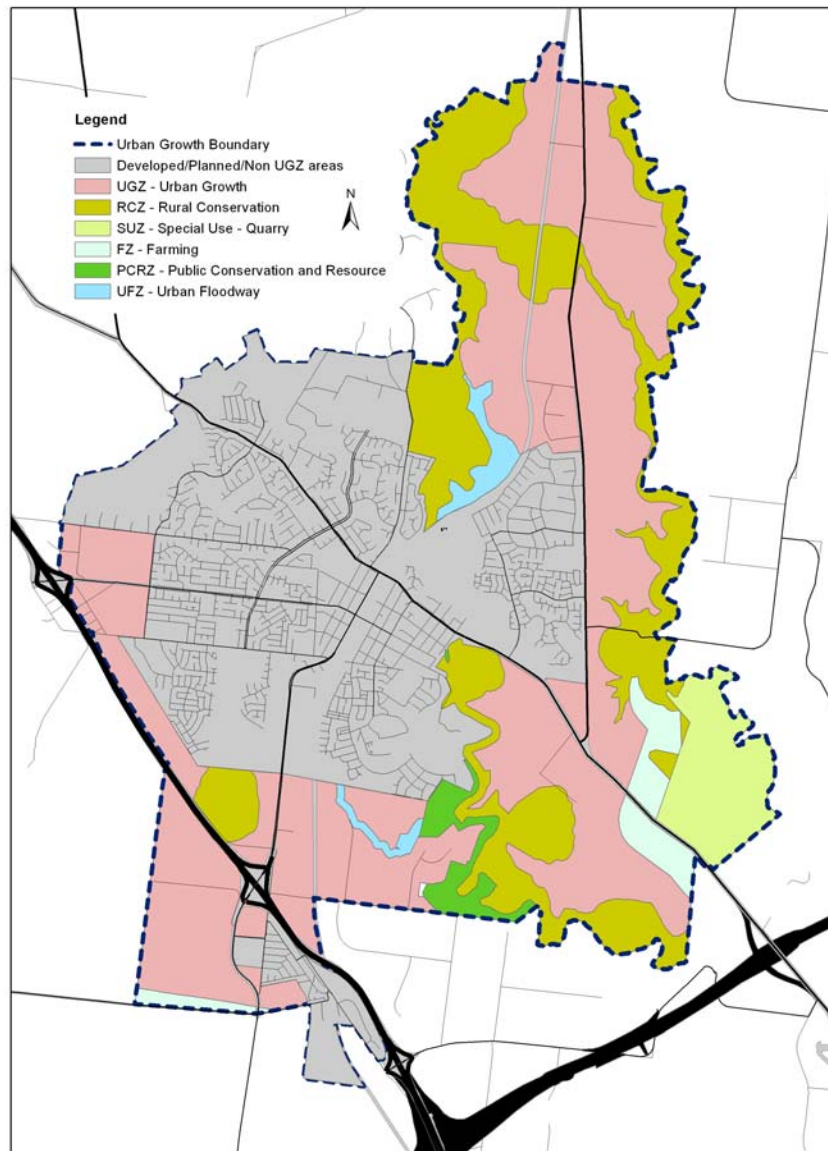 Legend
Urban Growth Boundary
Developed/Planned/Non UGZ areas
UGZ - Urban Growth
RCZ - Rural Conservation
SUZ - Special Use - Quarry
FZ - Farming
PCRZ - Public Conservation and Resource
UFZ - Urban Floodway
N